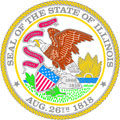 SEAL OF THE STATE OF ILLINOIS
AUG. 26TH 1818